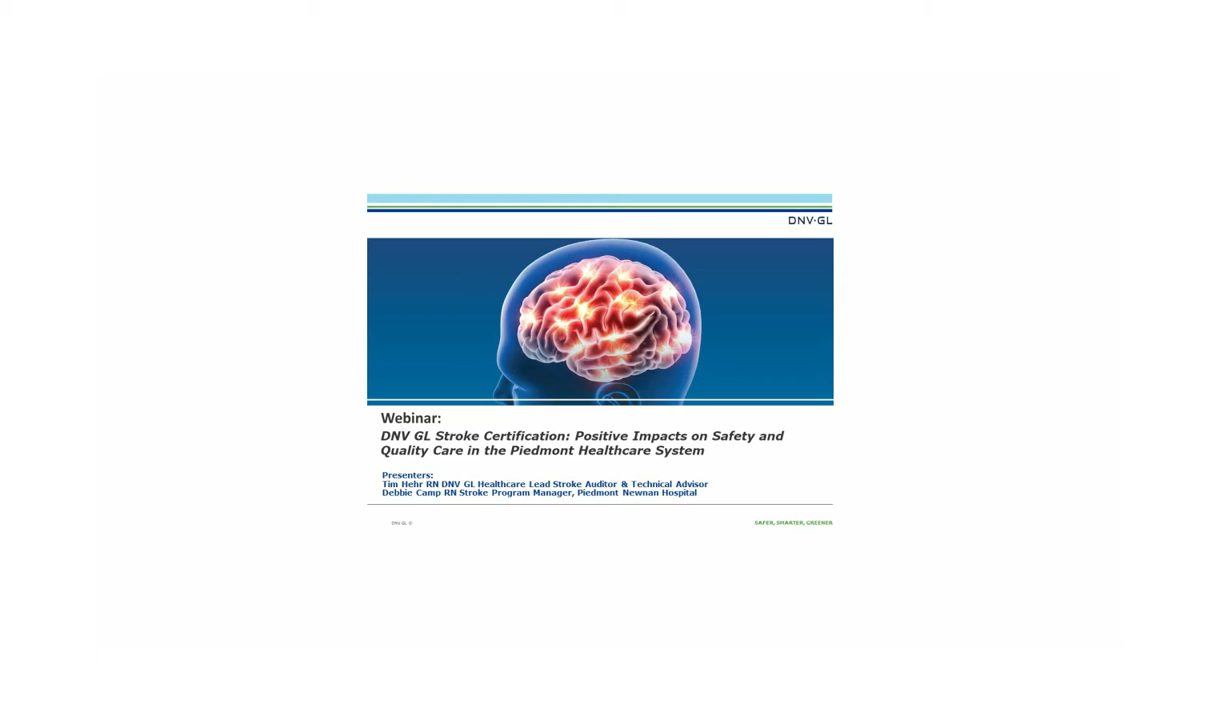 DNV·GL
Webinar:
DNV GL Stroke Certification: Positive Impacts on Safety and
Quality Care in the Piedmont Healthcare System
Presenters:
Tim Hehr RN DNV GL Healthcare Lead Stroke Auditor & Technical Advisor
Debbie Camp RN Stroke Program Manager, Piedmont Newnan Hospital
DNV GL ©
SAFER, SMARTER, GREENER